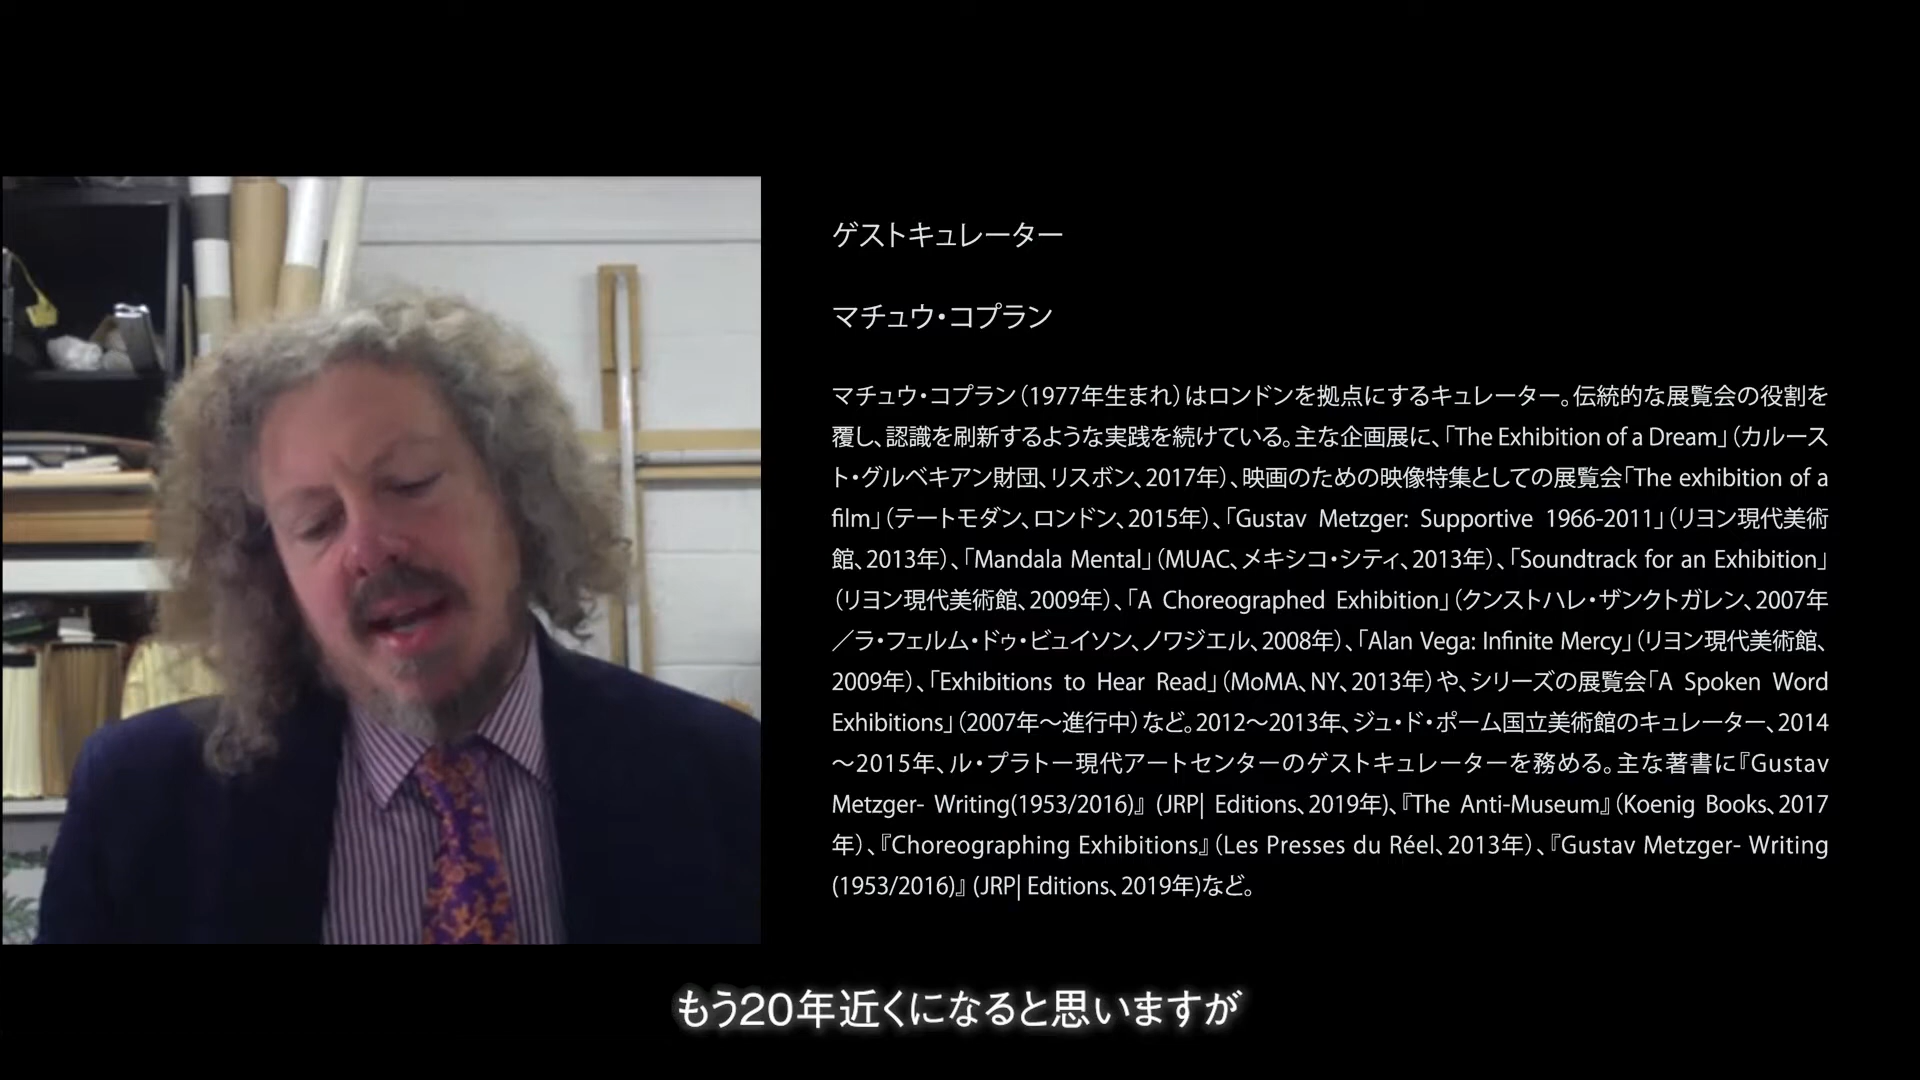 ゲストキュレーター
マチュウ・コプラン
マチュウ・コプラン（1977年生まれ）はロンドンを拠点にするキュレーター。伝統的な展覧会の役割を
覆し、認識を刷新するような実践を続けている。主な企画展に、「The Exhibition of a Dream」（カルース
ト・グルベキアン財団、リスボン、2017年）、映画のための映像特集としての展覧会「The exhibition of a
film」（テートモダン、ロンドン、2015年）、「Gustav Metzger: Supportive 1966-2011」（リヨン現代美術
館、2013年）、「Mandala Mental」（MUAC、メキシコ・シティ、2013年）、「Soundtrack for an Exhibition」
（リヨン現代美術館、2009年）、「A Choreographed Exhibition」（クンストハレ・ザンクトガレン、2007年
／ラ・フェルム・ドゥ・ビュイソン、ノワジエル、2008年）、「Alan Vega: Infinite Mercy」（リヨン現代美術館、
2009年）、「Exhibitions to Hear Read」（MoMA、NY、2013年）や、シリーズの展覧会「A Spoken Word
Exhibitions」（2007年〜進行中）など。2012〜2013年、ジュ・ド・ポーム国立美術館のキュレーター、2014
〜2015年、ル・プラトー現代アートセンターのゲストキュレーターを務める。主な著書に『Gustav
Metzger- Writing(1953/2016)』 (JRP| Editions、2019年)、『The Anti-Museum』（Koenig Books、2017
年）、『Choreographing Exhibitions』（Les Presses du Réel、2013年）、『Gustav Metzger- Writing
(1953/2016)』 (JRP| Editions、2019年)など。
もう20年近くになると思いますが